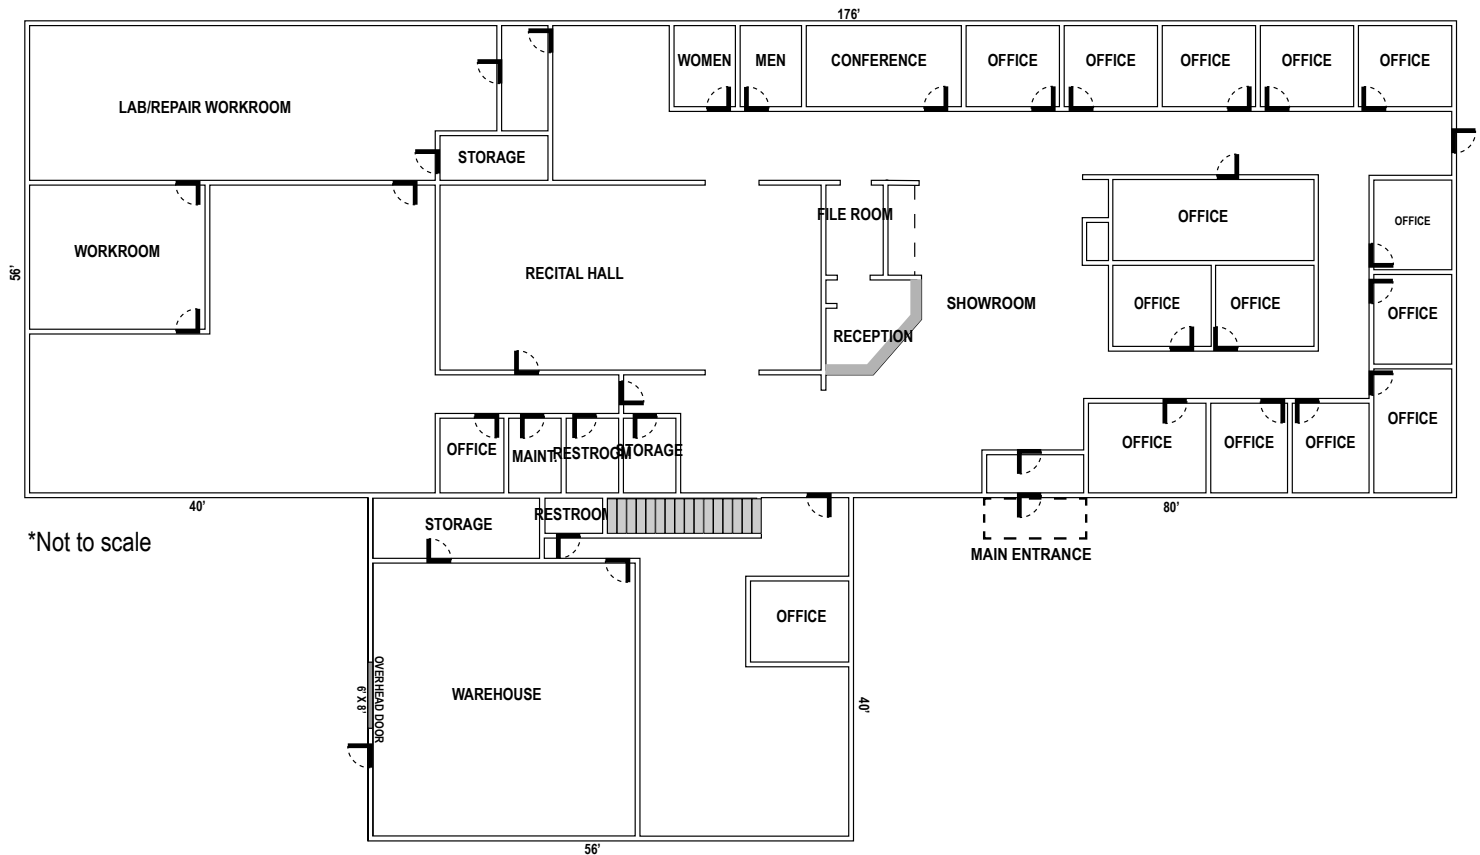 176'
WOMEN
MEN
CONFERENCE
OFFICE
OFFICE
OFFICE
OFFICE
OFFICE
LAB/REPAIR WORKROOM
STORAGE
FILE ROOM
OFFICE
OFFICE
WORKROOM
56'
RECITAL HALL
SHOWROOM
OFFICE
OFFICE
OFFICE
RECEPTION
OFFICE
OFFICE
MAINT.
RESTROOM
STORAGE
OFFICE
OFFICE
OFFICE
40'
80'
RESTROOM
STORAGE
*Not to scale
MAIN ENTRANCE
OFFICE
WAREHOUSE
OVERHEAD DOOR
6' X 8'
40'
56'